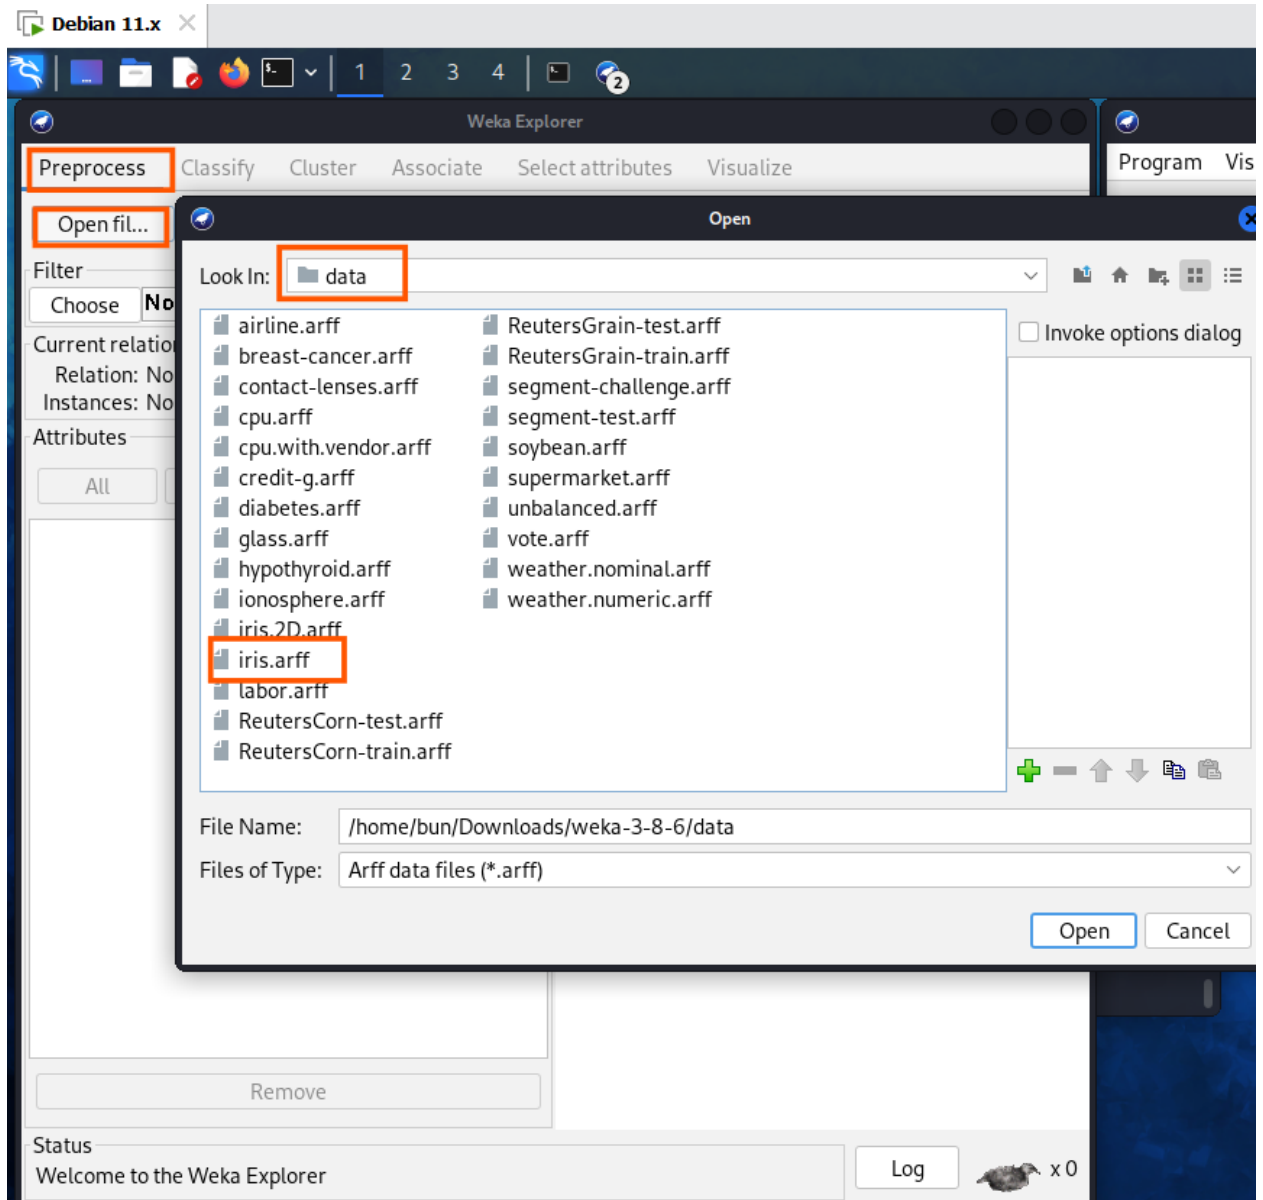 Debian 11.x
1 2 3 4 2
Weka Explorer
Preprocess Classify Cluster Associate Select attributes Visualize
Program Vis
Open fil...
Open
Filter
Look In: data
Choose No
airline.arff ReutersGrain-test.arff
Invoke options dialog
Current relatio
breast-cancer.arff ReutersGrain-train.arff
Relation: No
contact-lenses.arff segment-challenge.arff
Instances: No
cpu.arff segment-test.arff
Attributes
cpu.with.vendor.arff soybean.arff
credit-g.arff supermarket.arff
All
diabetes.arff unbalanced.arff
glass.arff vote.arff
hypothyroid.arff weather.nominal.arff
ionosphere.arff weather.numeric.arff
iris.2D.arff
iris.arff
labor.arff
ReutersCorn-test.arff
ReutersCorn-train.arff
File Name: /home/bun/Downloads/weka-3-8-6/data
Files of Type: Arff data files (*.arff)
Open Cancel
Remove
Status
Welcome to the Weka Explorer
Log x 0